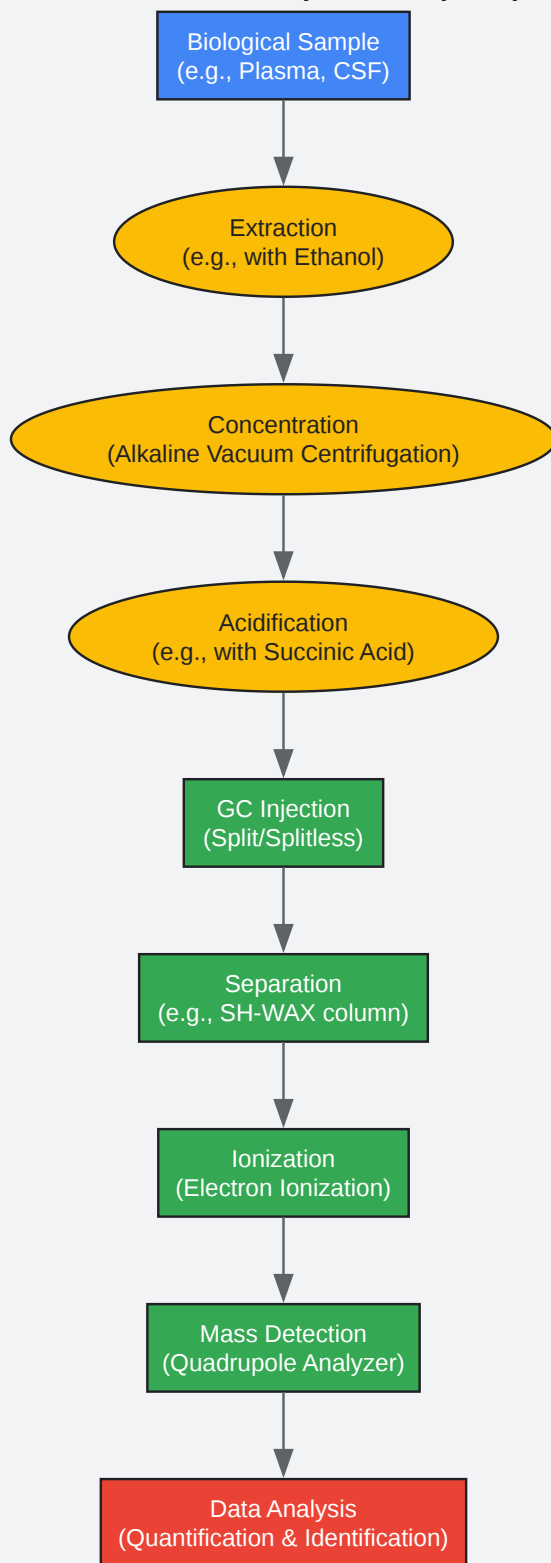 Biological Sample
(e.g., Plasma, CSF)
Extraction
(e.g., with Ethanol)
Concentration
(Alkaline Vacuum Centrifugation)
Acidification
(e.g., with Succinic Acid)
GC Injection
(Split/Splitless)
Separation
(e.g., SH-WAX column)
Ionization
(Electron Ionization)
Mass Detection
(Quadrupole Analyzer)
Data Analysis
(Quantification & Identification)